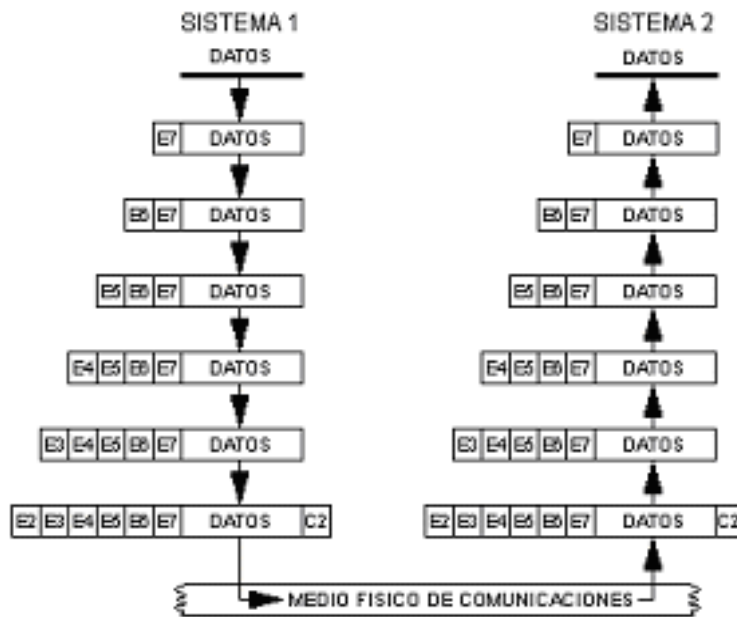 SISTEMA 1 SISTEMA 2
DATOS DATOS
E7 DATOS E7 DATOS
E6 E7 DATOS E6 E7 DATOS
E5 E6 E7 DATOS E5 E6 E7 DATOS
E4 E5 E6 E7 DATOS E4 E5 E6 E7 DATOS
E3 E4 E5 E6 E7 DATOS E3 E4 E5 E6 E7 DATOS
E2 E3 E4 E5 E6 E7 DATOS C2 E2 E3 E4 E5 E6 E7 DATOS C2
MEDIO FISICO DE COMUNICACIONES